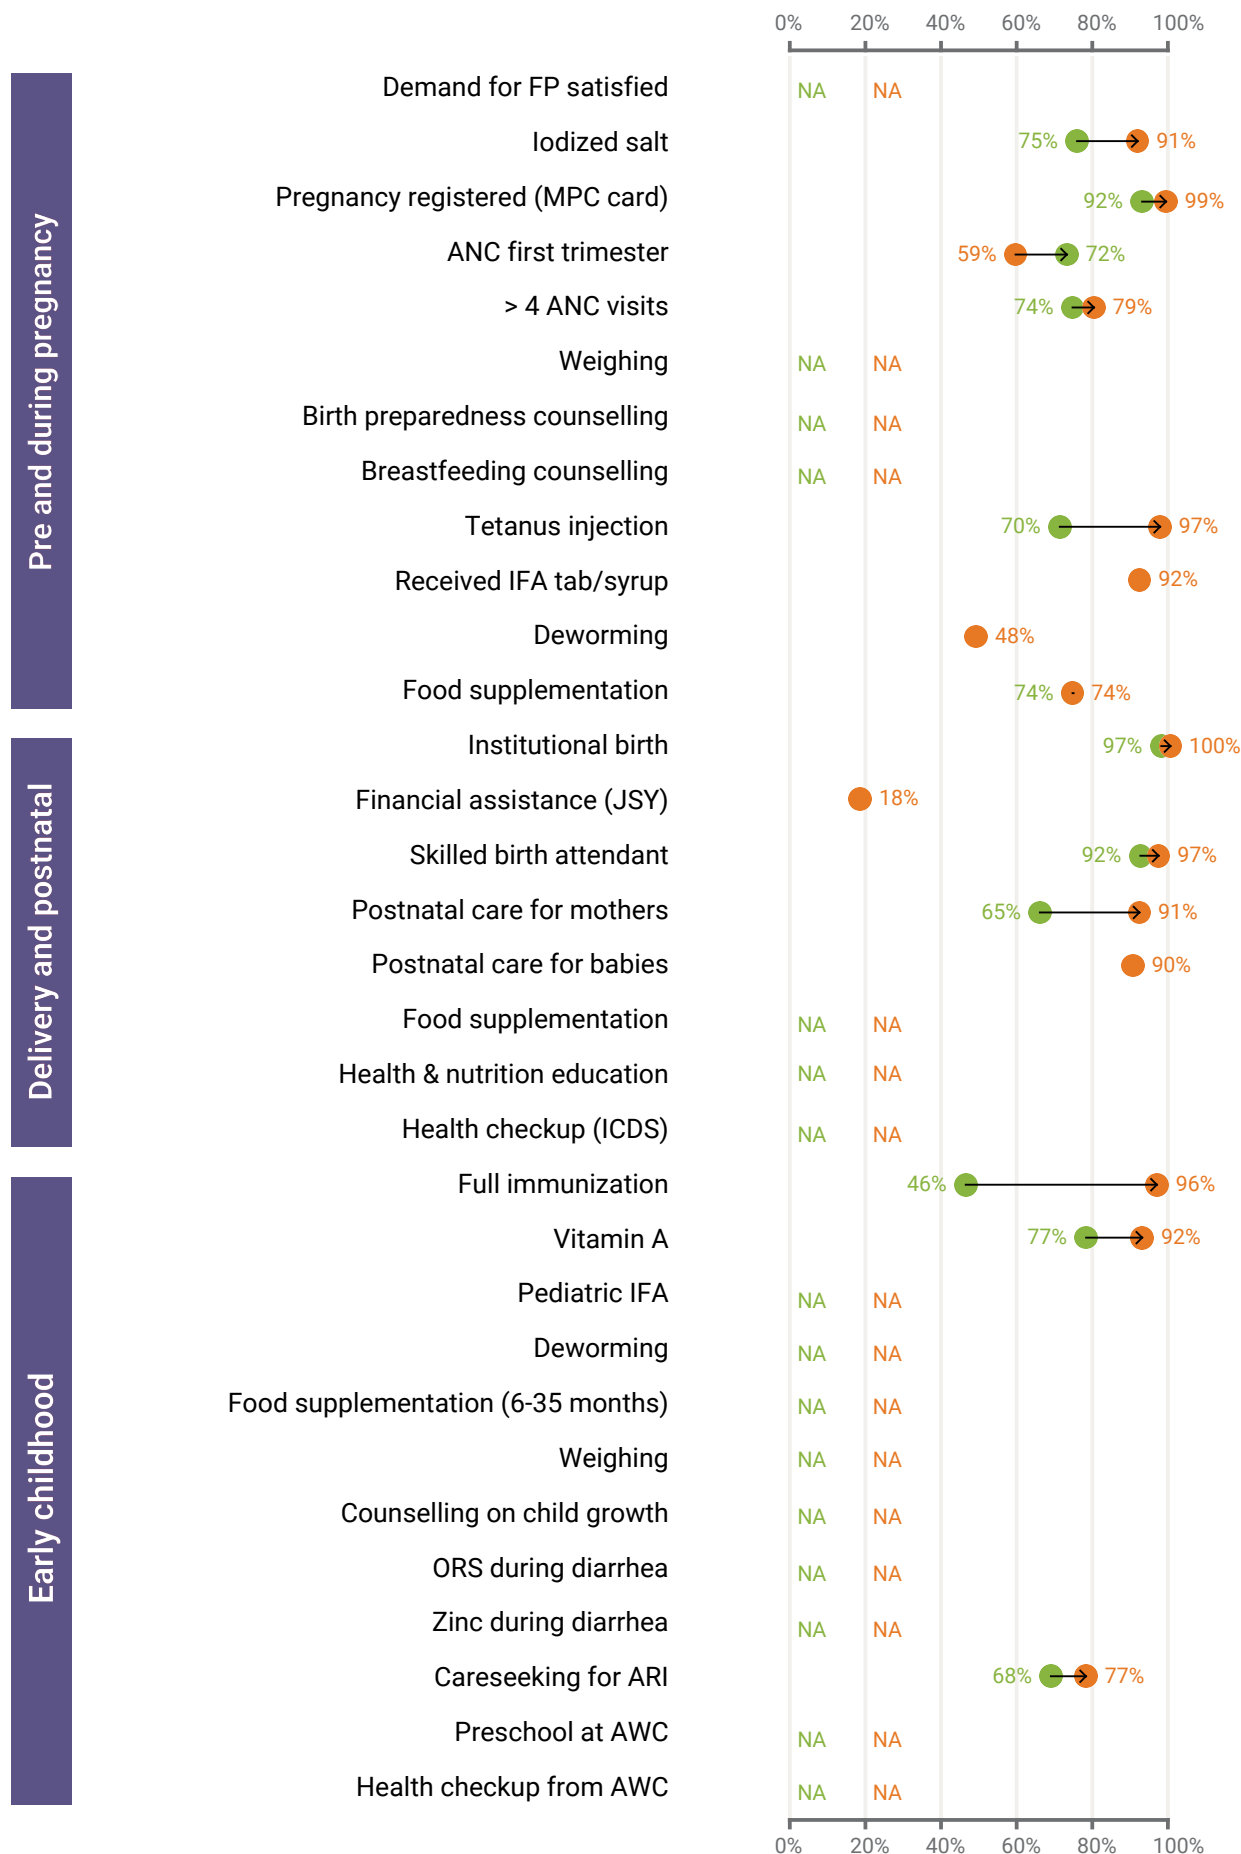 0% 20% 40% 60% 80% 100%
Pre and during pregnancy
Demand for FP satisfied NA NA
Iodized salt 75% 91%
Pregnancy registered (MPC card) 92% 99%
ANC first trimester 59% 72%
> 4 ANC visits 74% 79%
Weighing NA NA
Birth preparedness counselling NA NA
Breastfeeding counselling NA NA
Tetanus injection 70% 97%
Received IFA tab/syrup 92%
Deworming 48%
Food supplementation 74% 74%
Delivery and postnatal
Institutional birth 97% 100%
Financial assistance (JSY) 18%
Skilled birth attendant 92% 97%
Postnatal care for mothers 65% 91%
Postnatal care for babies 90%
Food supplementation NA NA
Health & nutrition education NA NA
Health checkup (ICDS) NA NA
Early childhood
Full immunization 46% 96%
Vitamin A 77% 92%
Pediatric IFA NA NA
Deworming NA NA
Food supplementation (6-35 months) NA NA
Weighing NA NA
Counselling on child growth NA NA
ORS during diarrhea NA NA
Zinc during diarrhea NA NA
Careseeking for ARI 68% 77%
Preschool at AWC NA NA
Health checkup from AWC NA NA
0% 20% 40% 60% 80% 100%